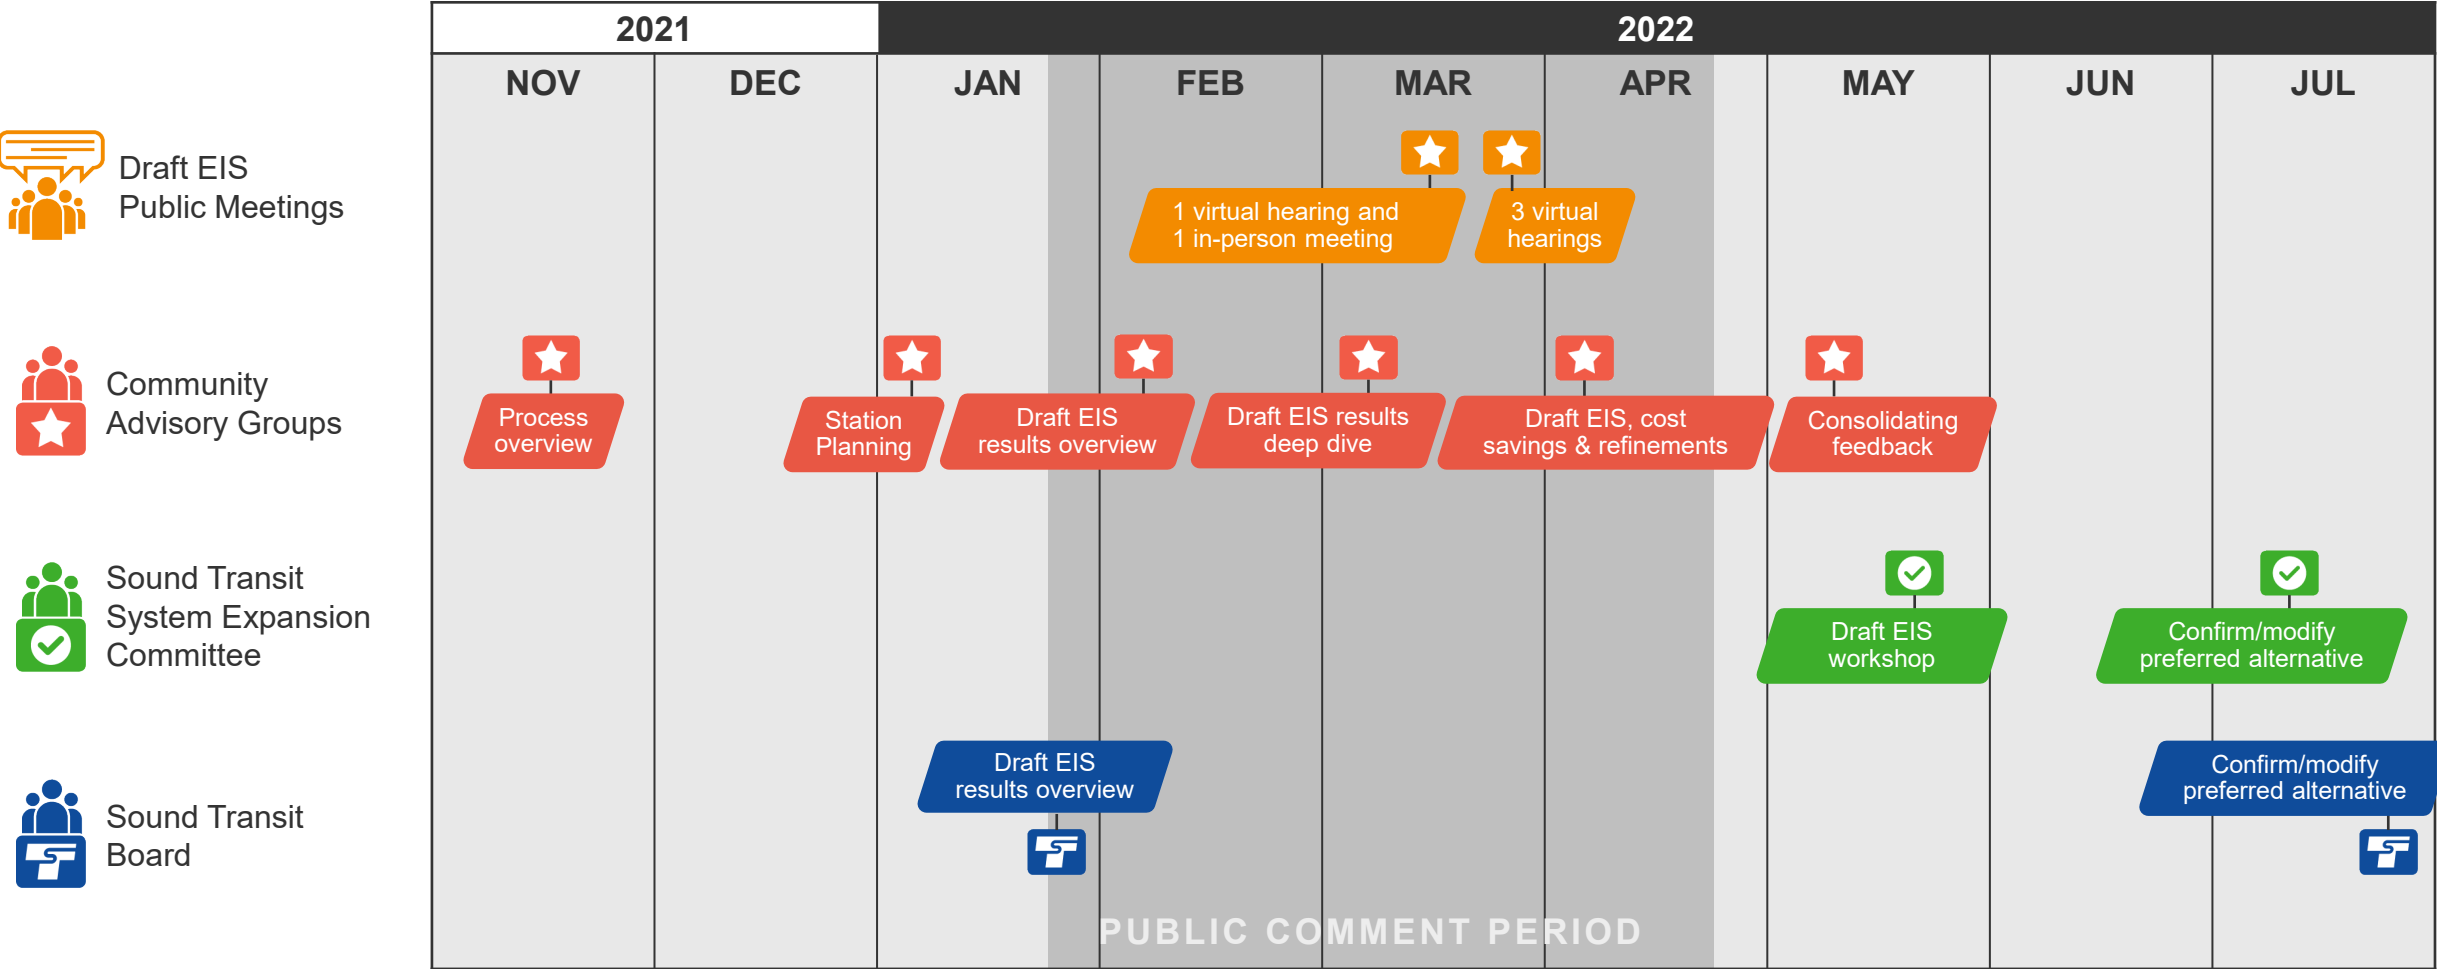 2021
2022
NOV
DEC
JAN
FEB
MAR
APR
MAY
JUN
JUL
Draft EIS
Public Meetings
1 virtual hearing and
1 in-person meeting
3 virtual
hearings
Community
Advisory Groups
Process
overview
Station
Planning
Draft EIS
results overview
Draft EIS results
deep dive
Draft EIS, cost
savings & refinements
Consolidating
feedback
Sound Transit
System Expansion
Committee
Draft EIS
workshop
Confirm/modify
preferred alternative
Sound Transit
Board
Draft EIS
results overview
Confirm/modify
preferred alternative
PUBLIC COMMENT PERIOD